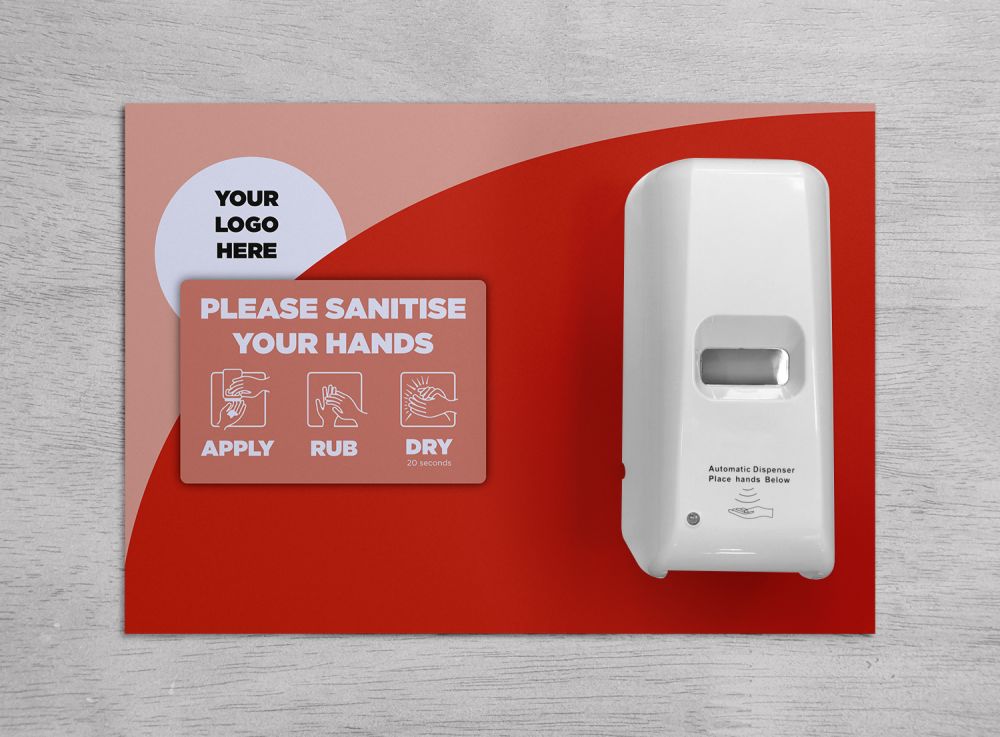 YOUR
LOGO
HERE
PLEASE SANITISE
YOUR HANDS
APPLY
RUB
DRY
20 seconds
Automatic Dispenser
Place hands Below